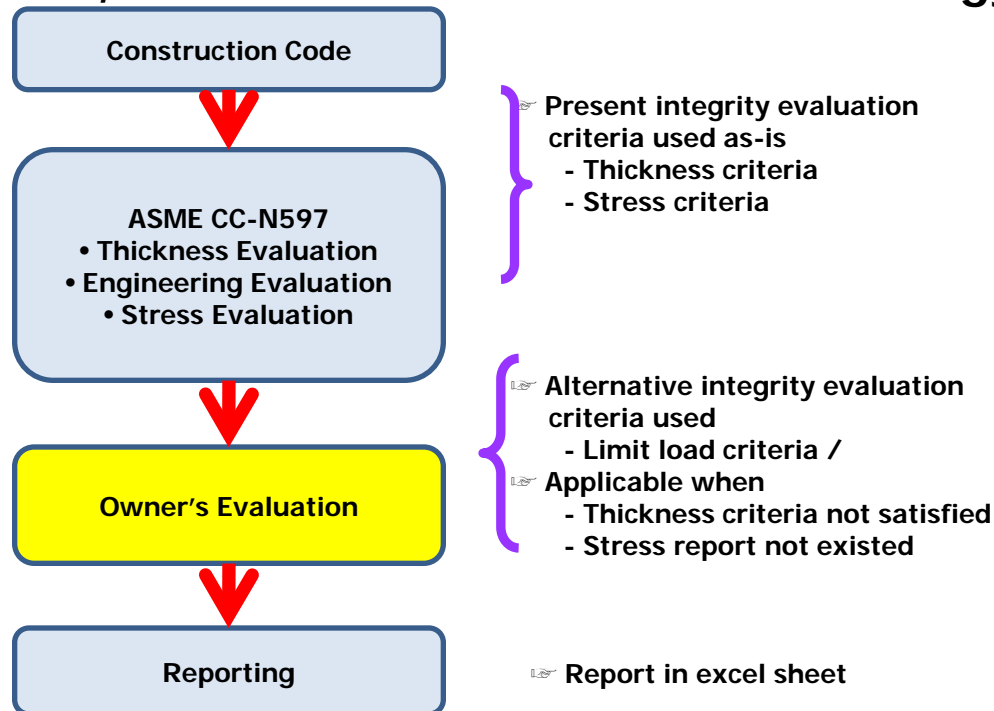 Construction Code
☞ Present integrity evaluation
criteria used as-is
- Thickness criteria
- Stress criteria
ASME CC-N597
• Thickness Evaluation
• Engineering Evaluation
• Stress Evaluation
☞ Alternative integrity evaluation
criteria used
- Limit load criteria /
☞ Applicable when
- Thickness criteria not satisfied
- Stress report not existed
Owner's Evaluation
Reporting
☞ Report in excel sheet